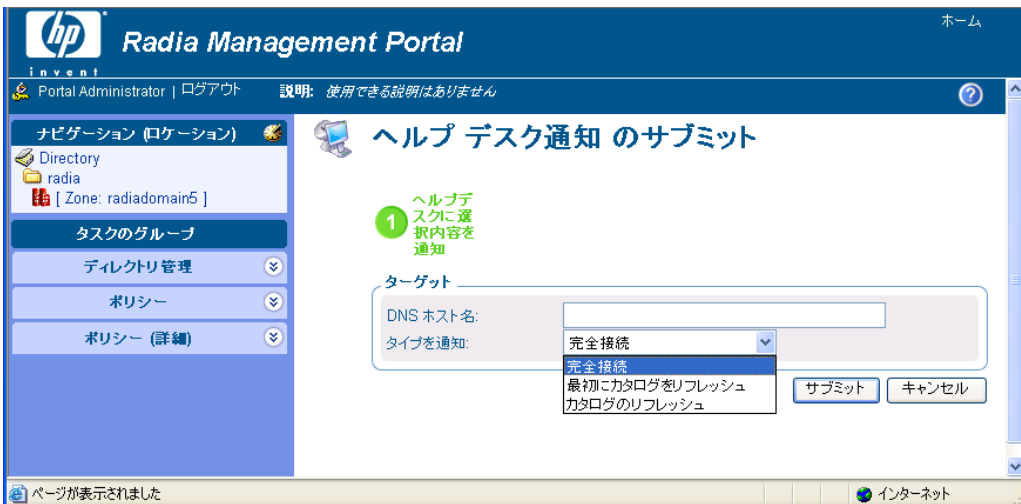 hp
invent
Radia Management Portal
ホーム
Portal Administrator | ログアウト
説明: 使用できる説明はありません
?
ナビゲーション (ロケーション)
Directory
radia
[ Zone: radiadomain5 ]
タスクのグループ
ディレクトリ管理
ポリシー
ポリシー (詳細)
ヘルプ デスク通知 のサブミット
1
ヘルプデ
スクに選
択内容を
通知
ターゲット
DNS ホスト名:
タイプを通知:
完全接続
完全接続
最初にカタログをリフレッシュ
カタログのリフレッシュ
サブミット
キャンセル
ページが表示されました
インターネット